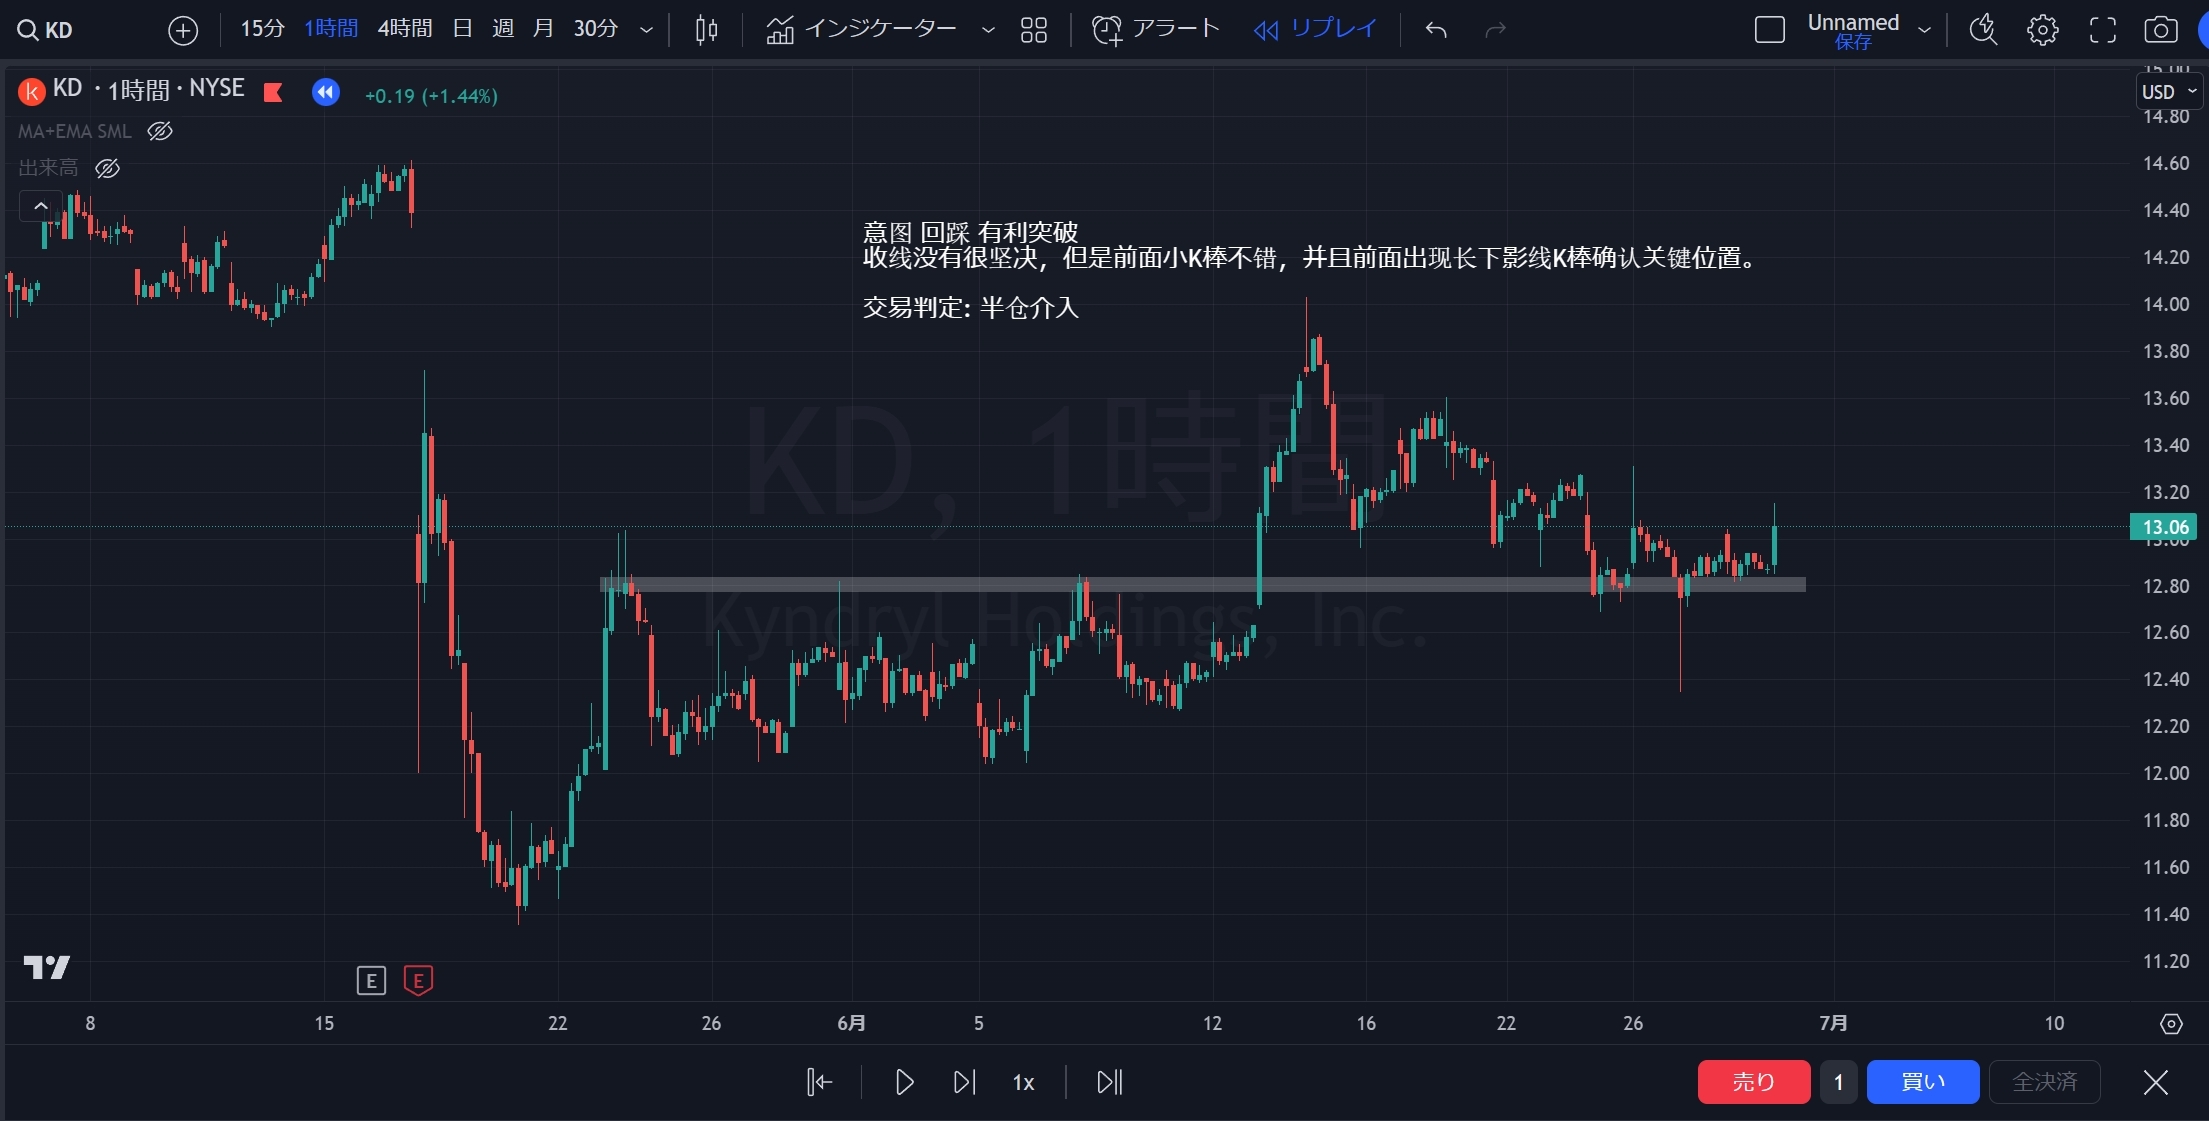 KD
15分 1時間 4時間 日 週 月 30分 インジケーター アラート リプレイ Unnamed
保存
KD · 1時間 · NYSE +0.19 (+1.44%)
MA+EMA SML
出来高
意图 回踩 有利突破
收线没有很坚决，但是前面小K棒不错，并且前面出现长下影线K棒确认关键位置。
交易判定: 半仓介入
KD, 1時間
Kyndryl Holdings, Inc.
15.00
USD
14.80
14.60
14.40
14.20
14.00
13.80
13.60
13.40
13.20
13.06
13.00
12.80
12.60
12.40
12.20
12.00
11.80
11.60
11.40
11.20
E E
8 15 22 26 6月 5 12 16 22 26 7月 10
1x 売り 1 買い 全決済